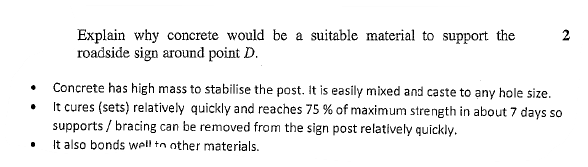 Explain why concrete would be a suitable material to support the 2
roadside sign around point D.
• Concrete has high mass to stabilise the post. It is easily mixed and caste to any hole size.
• It cures (sets) relatively quickly and reaches 75 % of maximum strength in about 7 days so
supports / bracing can be removed from the sign post relatively quickly.
• It also bonds well to other materials.